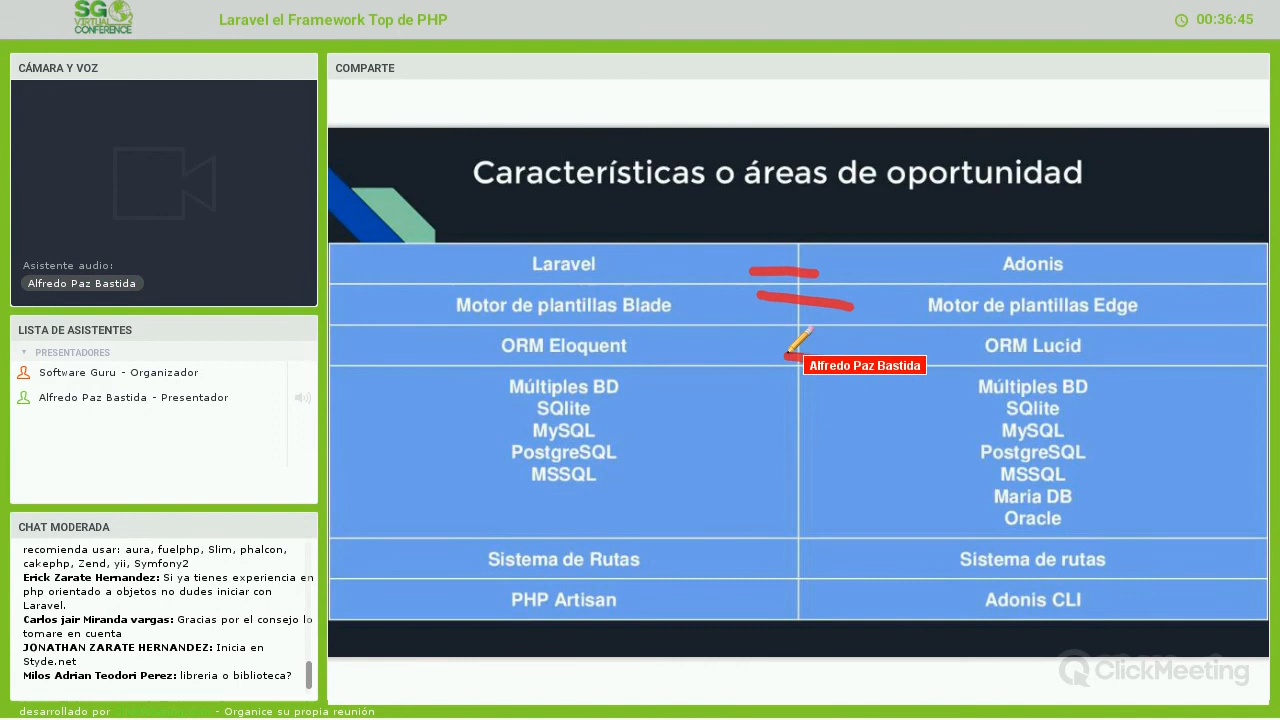 SG
VIRTUAL
CONFERENCE
Laravel el Framework Top de PHP
00:36:45
CÁMARA Y VOZ
Asistente audio:
Alfredo Paz Bastida
LISTA DE ASISTENTES
PRESENTADORES
Software Guru - Organizador
Alfredo Paz Bastida - Presentador
CHAT MODERADA
recomienda usar: aura, fuelphp, Slim, phalcon,
cakephp, Zend, yii, Symfony2
Erick Zarate Hernandez: Si ya tienes experiencia en
php orientado a objetos no dudes iniciar con
Laravel.
Carlos jair Miranda vargas: Gracias por el consejo lo
tomare en cuenta
JONATHAN ZARATE HERNANDEZ: Inicia en
Styde.net
Milos Adrian Teodori Perez: libreria o biblioteca?
desarrollado por - Organice su propia reunión
COMPARTE
Características o áreas de oportunidad
Laravel Adonis
Motor de plantillas Blade Motor de plantillas Edge
ORM Eloquent ORM Lucid
Alfredo Paz Bastida
Múltiples BD Múltiples BD
SQlite SQlite
MySQL MySQL
PostgreSQL PostgreSQL
MSSQL MSSQL
Maria DB
Oracle
Sistema de Rutas Sistema de rutas
PHP Artisan Adonis CLI
ClickMeeting